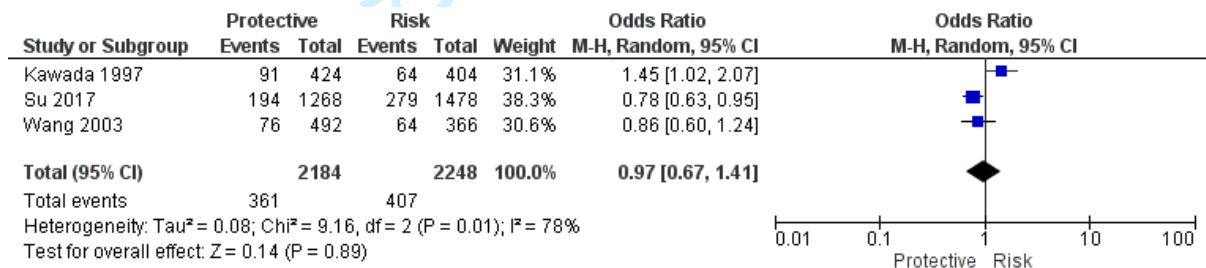 Protective Risk Odds Ratio Odds Ratio
Study or Subgroup Events Total Events Total Weight M-H, Random, 95% CI M-H, Random, 95% CI
Kawada 1997 91 424 64 404 31.1% 1.45 [1.02, 2.07]
Su 2017 194 1268 279 1478 38.3% 0.78 [0.63, 0.95]
Wang 2003 76 492 64 366 30.6% 0.86 [0.60, 1.24]
Total (95% CI) 2184 2248 100.0% 0.97 [0.67, 1.41]
Total events 361 407
Heterogeneity: Tau² = 0.08; Chi² = 9.16, df = 2 (P = 0.01); I² = 78%
Test for overall effect: Z = 0.14 (P = 0.89)
0.01 0.1 1 10 100
Protective Risk